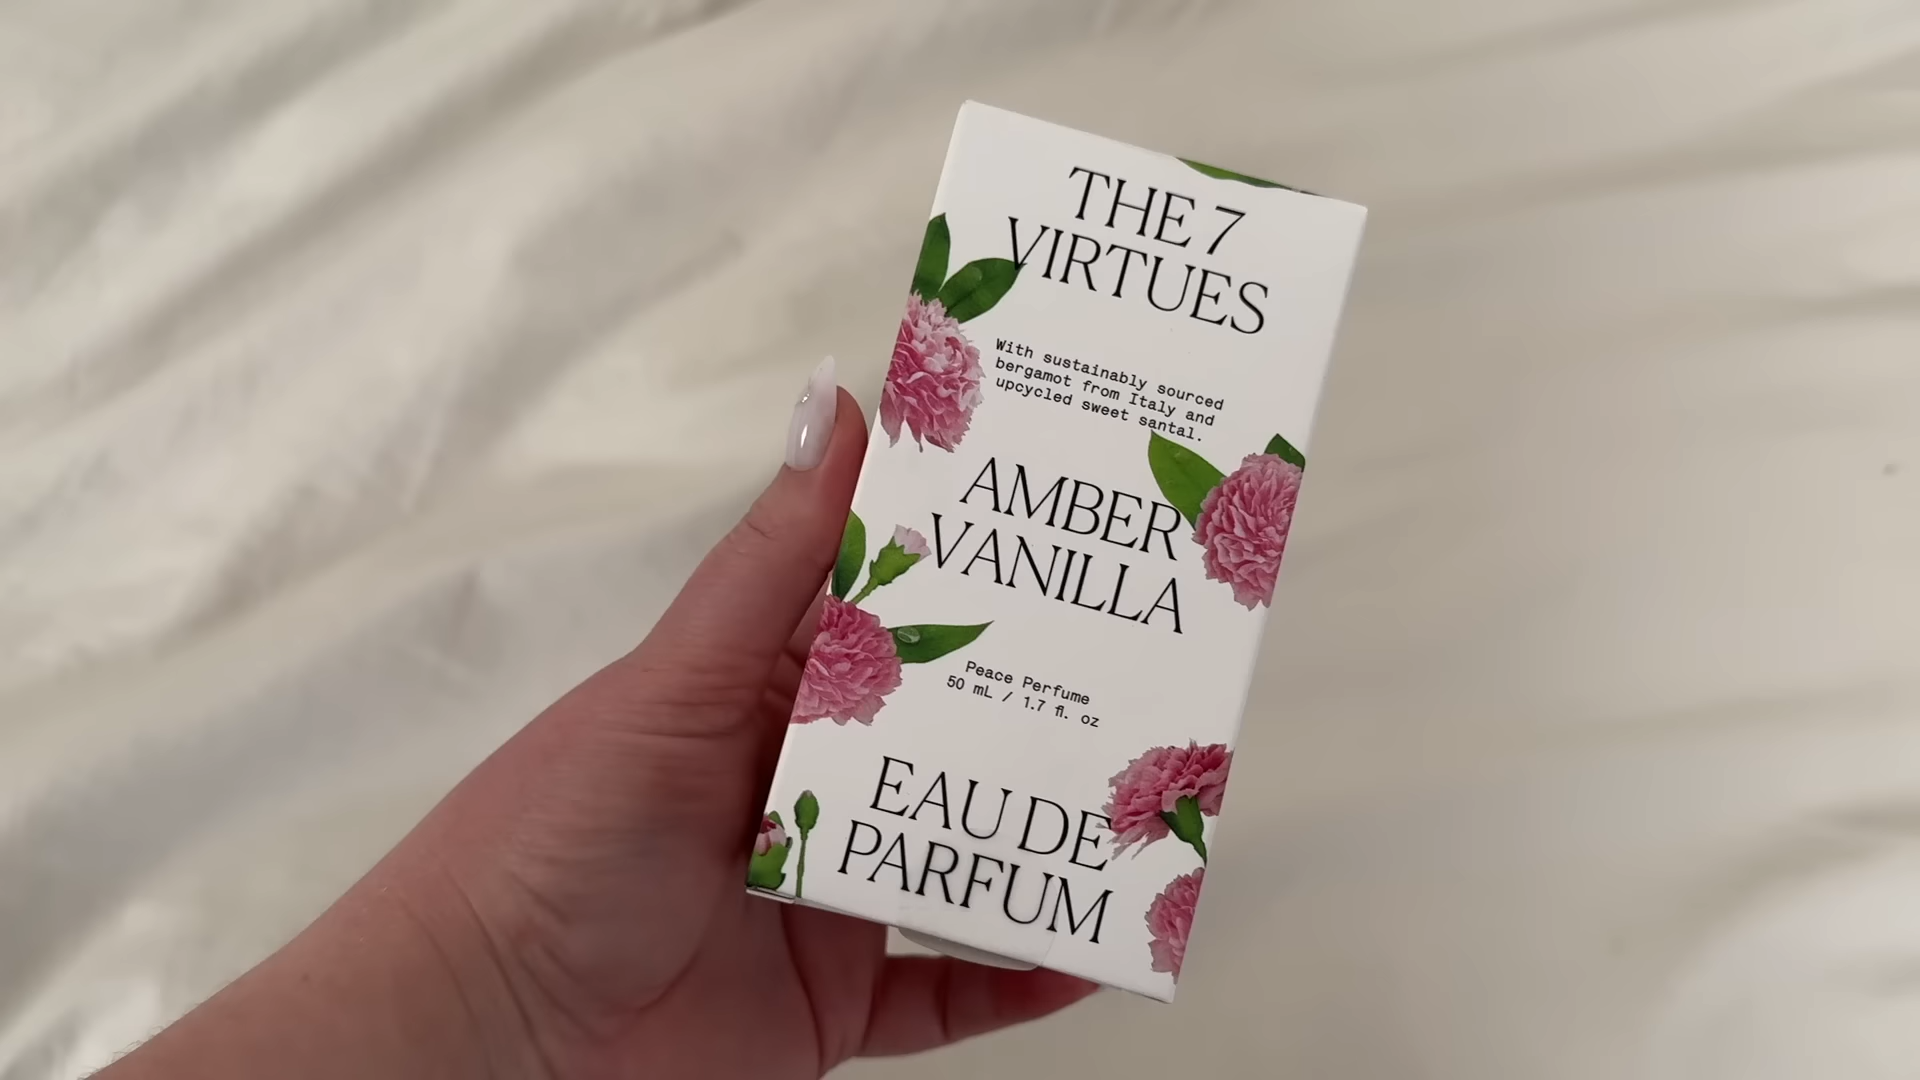 THE 7
VIRTUES
With sustainably sourced
bergamot from Italy and
upcycled sweet santal.
AMBER
VANILLA
Peace Perfume
50 mL / 1.7 fl. oz
EAU DE
PARFUM